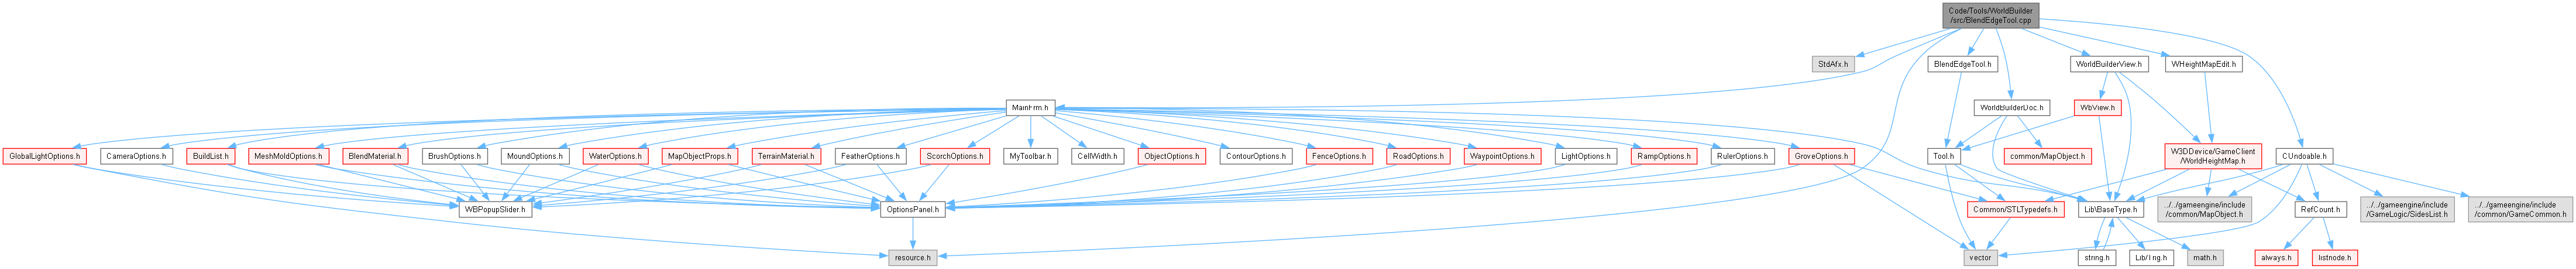 Code/Tools/WorldBuilder
/src/BlendEdgeTool.cpp
StdAfx.h
BlendEdgeTool.h
WorldBuilderView.h
WHeightMapEdit.h
MainFrm.h
WorldBuilderDoc.h
WbView.h
GlobalLightOptions.h
CameraOptions.h
BuildList.h
MeshMoldOptions.h
BlendMaterial.h
BrushOptions.h
MoundOptions.h
WaterOptions.h
MapObjectProps.h
TerrainMaterial.h
FeatherOptions.h
ScorchOptions.h
MyToolbar.h
CellWidth.h
ObjectOptions.h
ContourOptions.h
FenceOptions.h
RoadOptions.h
WaypointOptions.h
LightOptions.h
RampOptions.h
RulerOptions.h
GroveOptions.h
Tool.h
common/MapObject.h
W3DDevice/GameClient
/WorldHeightMap.h
CUndoable.h
WBPopupSlider.h
OptionsPanel.h
Common/STLTypedefs.h
Lib\BaseType.h
../../gameengine/include
/common/MapObject.h
RefCount.h
../../gameengine/include
/GameLogic/SidesList.h
../../gameengine/include
/common/GameCommon.h
resource.h
vector
string.h
Lib/Trig.h
math.h
always.h
listnode.h